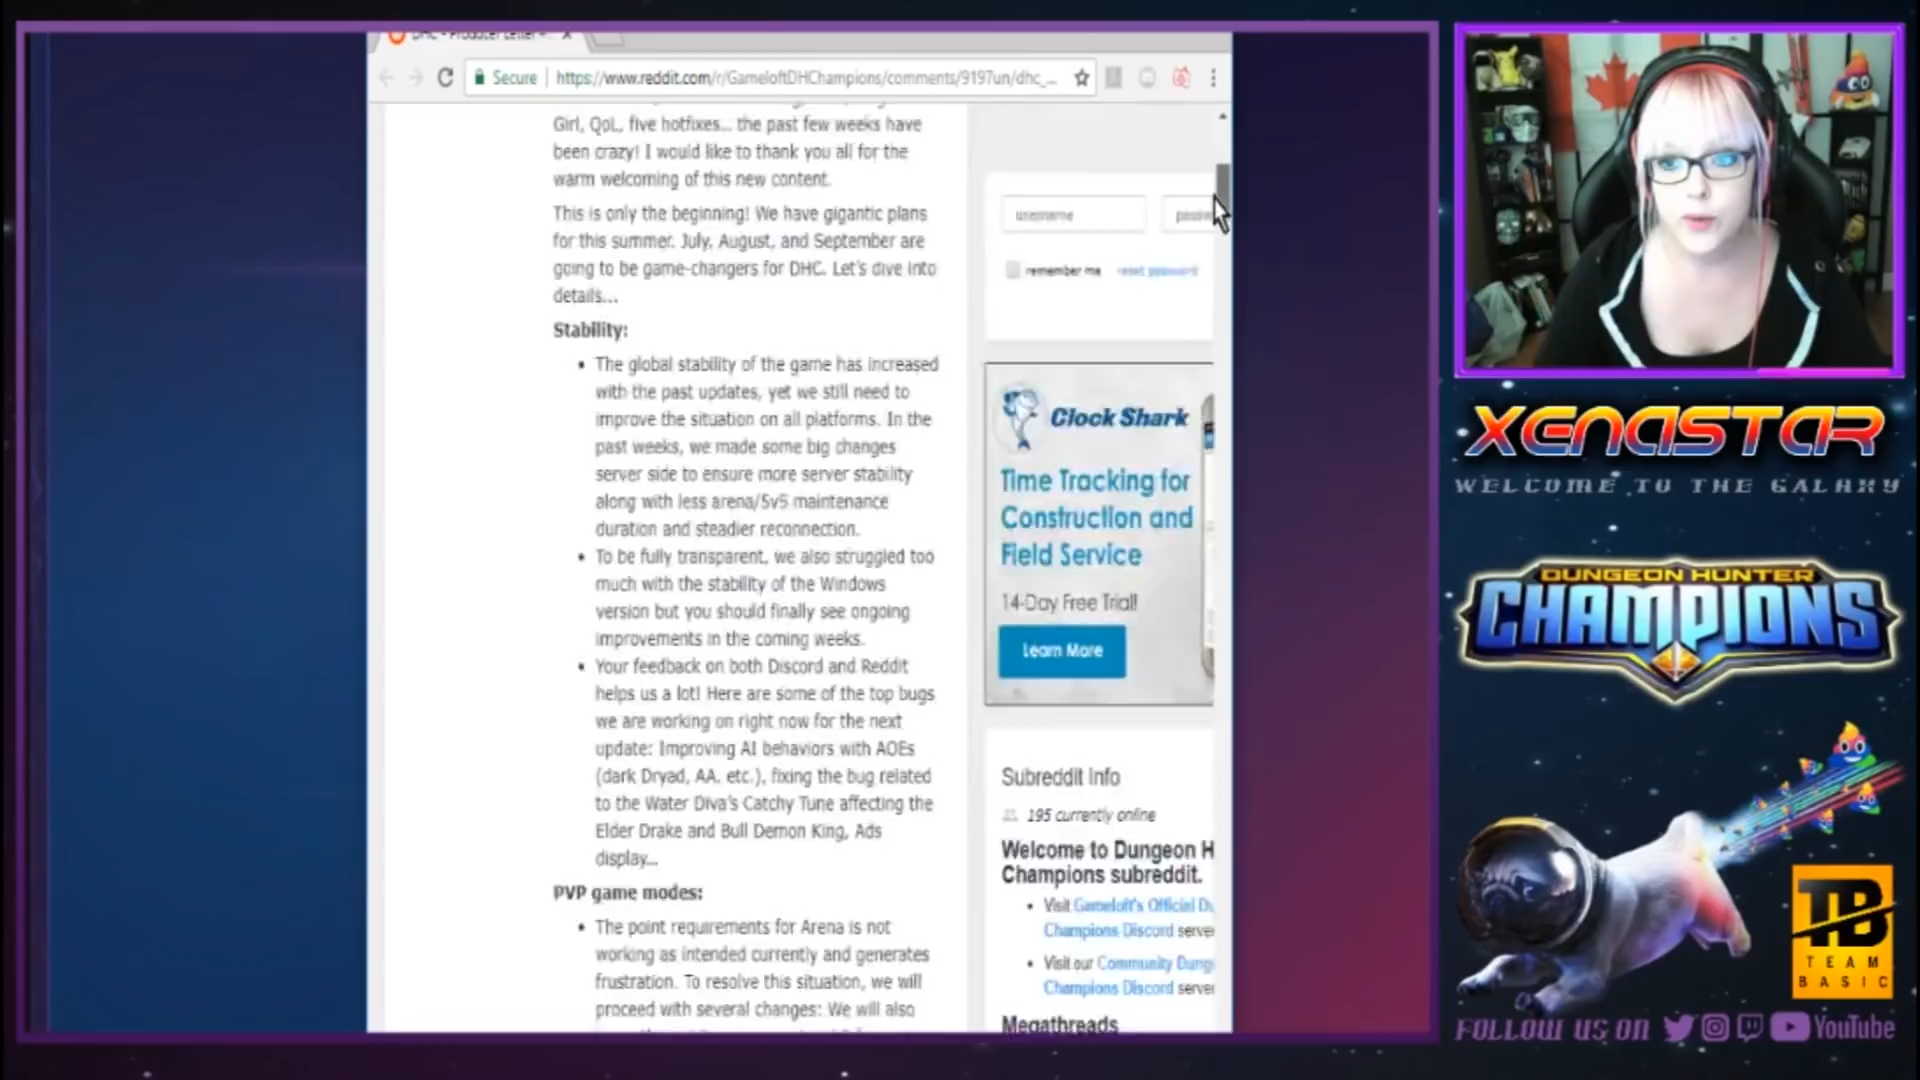 DHC - Producer Letter -
Secure
https://www.reddit.com/r/GameloftDHChampions/comments/9197un/dhc_...
Girl, QoL, five hotfixes... the past few weeks have
been crazy! I would like to thank you all for the
warm welcoming of this new content.
This is only the beginning! We have gigantic plans
for this summer. July, August, and September are
going to be game-changers for DHC. Let's dive into
details...
Stability:
• The global stability of the game has increased
with the past updates, yet we still need to
improve the situation on all platforms. In the
past weeks, we made some big changes
server side to ensure more server stability
along with less arena/5v5 maintenance
duration and steadier reconnection.
• To be fully transparent, we also struggled too
much with the stability of the Windows
version but you should finally see ongoing
improvements in the coming weeks.
• Your feedback on both Discord and Reddit
helps us a lot! Here are some of the top bugs
we are working on right now for the next
update: Improving AI behaviors with AOEs
(dark Dryad, AA, etc.), fixing the bug related
to the Water Diva's Catchy Tune affecting the
Elder Drake and Bull Demon King, Ads
display...
PVP game modes:
• The point requirements for Arena is not
working as intended currently and generates
frustration. To resolve this situation, we will
proceed with several changes: We will also
username
passw
remember me reset password
Clock Shark
Time Tracking for
Construction and
Field Service
14-Day Free Trial!
Learn More
Subreddit Info
195 currently online
Welcome to Dungeon H
Champions subreddit.
• Visit Gameloft's Official Du
Champions Discord server
• Visit our Community Dung
Champions Discord server
Megathreads
XENASTAR
WELCOME TO THE GALAXY
DUNGEON HUNTER
CHAMPIONS
TB
TEAM
BASIC
FOLLOW US ON
YouTube